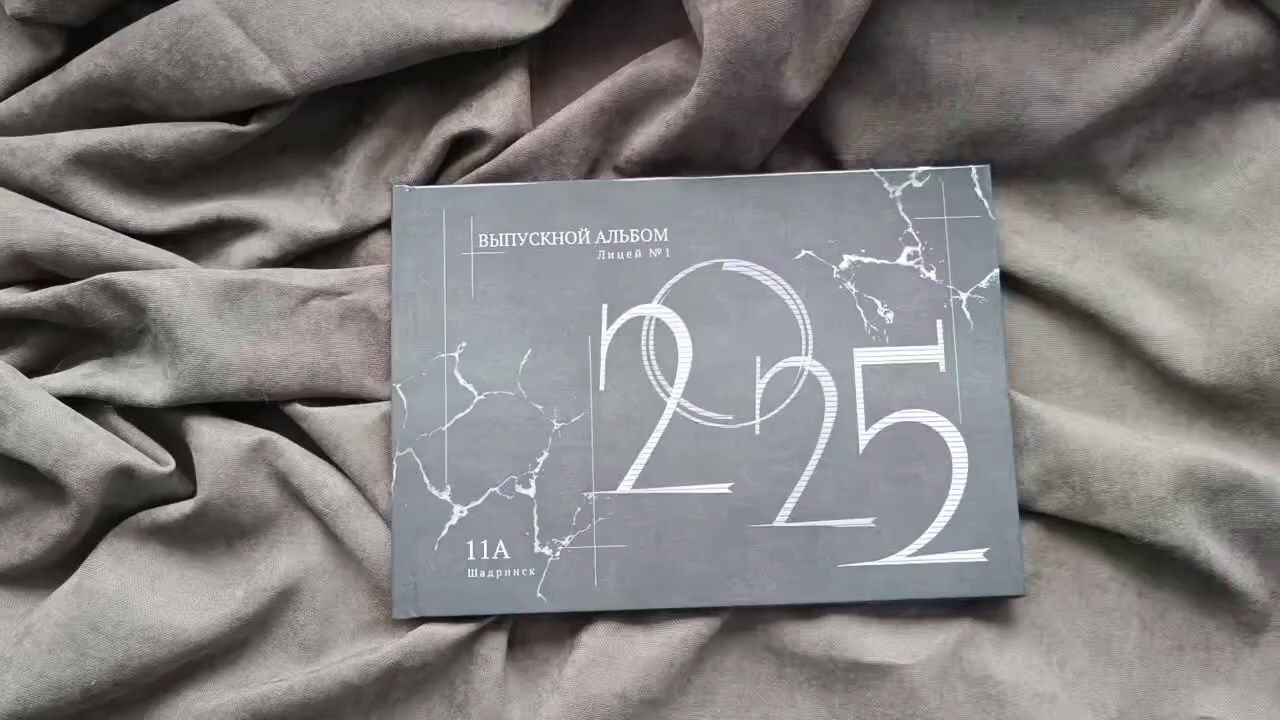 ВЫПУСКНОЙ АЛЬБОМ
Лицей №1
2025
11А
Шадринск